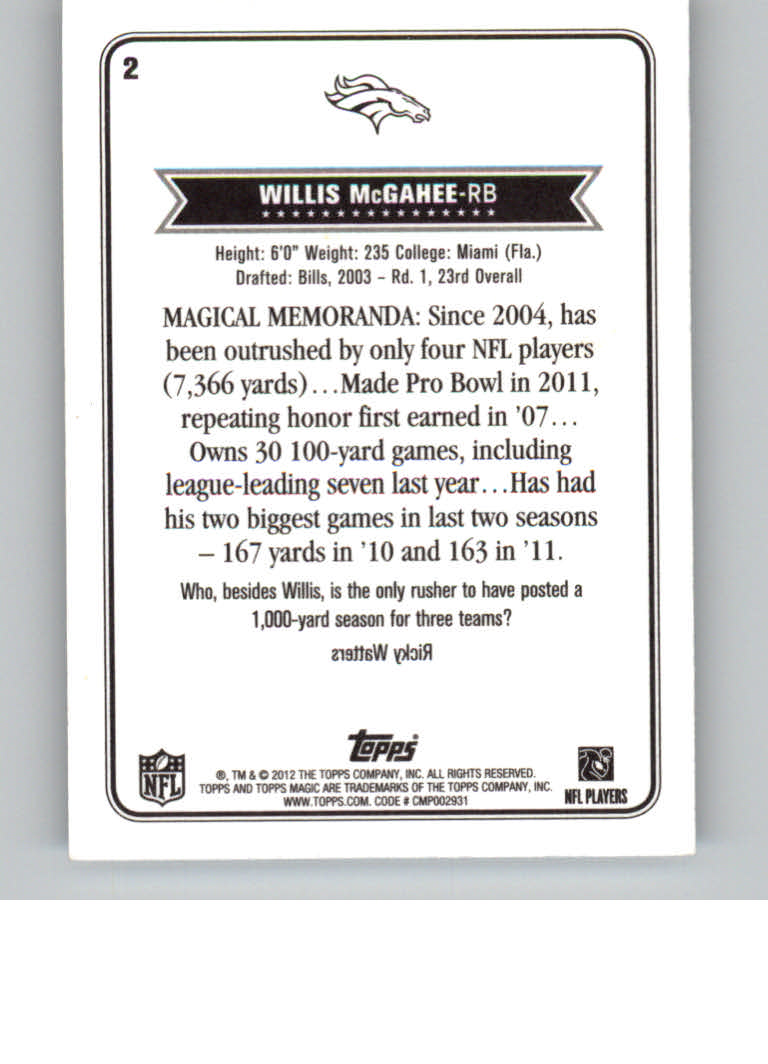 2
WILLIS McGAHEE-RB
Height: 6'0" Weight: 235 College: Miami (Fla.)
Drafted: Bills, 2003 – Rd. 1, 23rd Overall
MAGICAL MEMORANDA: Since 2004, has
been outrushed by only four NFL players
(7,366 yards)...Made Pro Bowl in 2011,
repeating honor first earned in '07...
Owns 30 100-yard games, including
league-leading seven last year...Has had
his two biggest games in last two seasons
– 167 yards in '10 and 163 in '11.
Who, besides Willis, is the only rusher to have posted a
1,000-yard season for three teams?
Ricky Watters
Topps
®, TM & © 2012 THE TOPPS COMPANY, INC. ALL RIGHTS RESERVED.
TOPPS AND TOPPS MAGIC ARE TRADEMARKS OF THE TOPPS COMPANY, INC.
WWW.TOPPS.COM. CODE # CMP002931
NFL
NFL PLAYERS